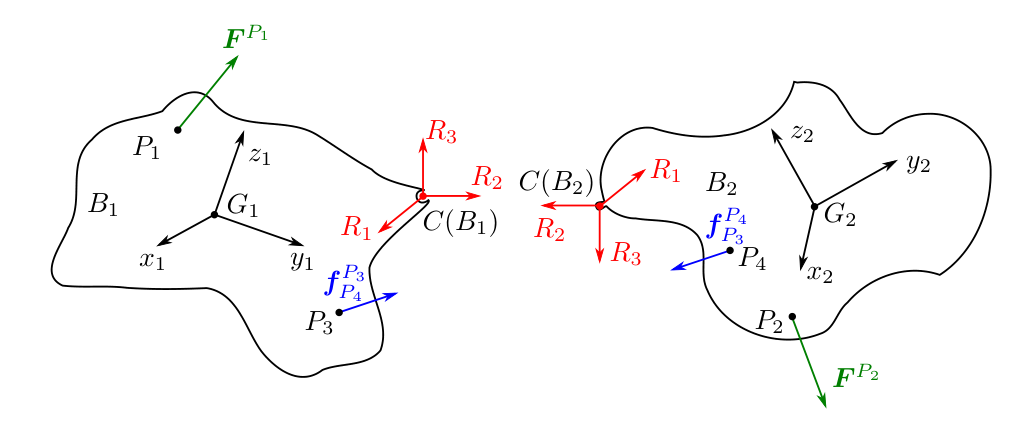 F^{P_1}
P_1
z_1
B_1
G_1
x_1
y_1
R_3
R_2
R_1
C(B_1)
f^{P_3}_{P_4}
P_3
C(B_2)
R_1
R_2
R_3
B_2
z_2
y_2
G_2
x_2
f^{P_4}_{P_3}
P_4
P_2
F^{P_2}